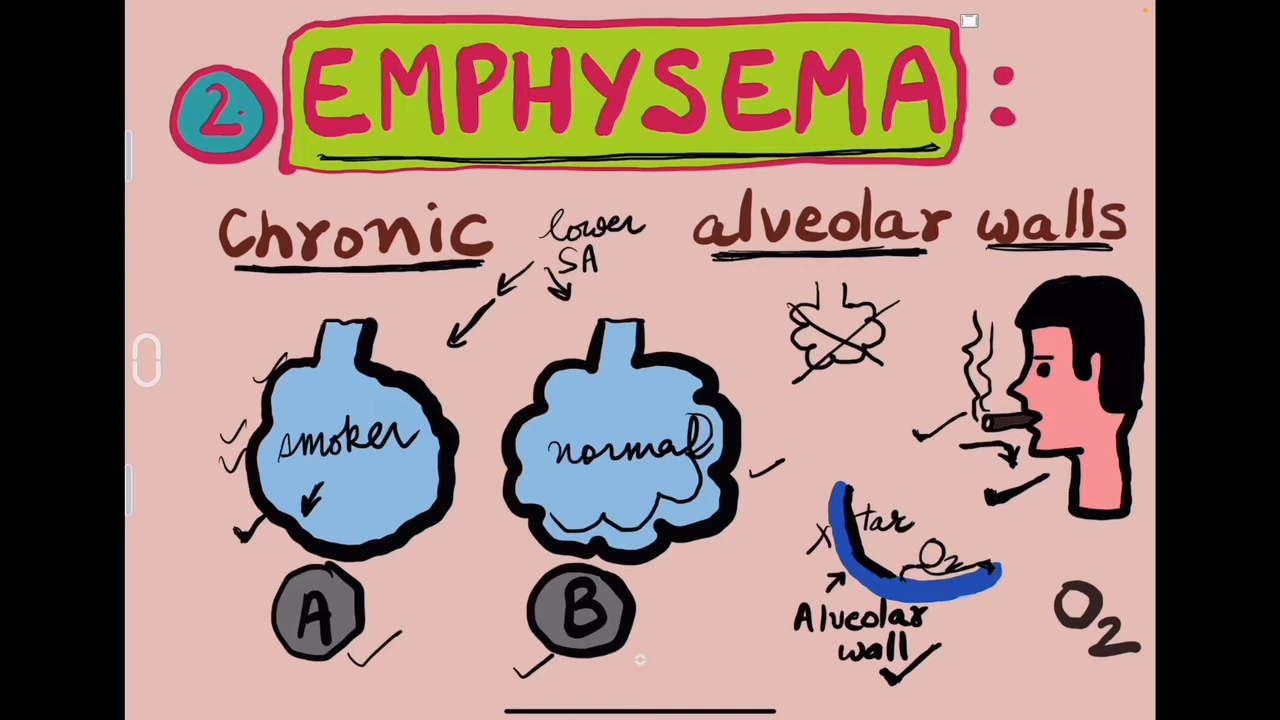 2. EMPHYSEMA :
Chronic alveolar walls
lower
SA
smoker normal
tar
O2
x
Alveolar
wall
A B
O2